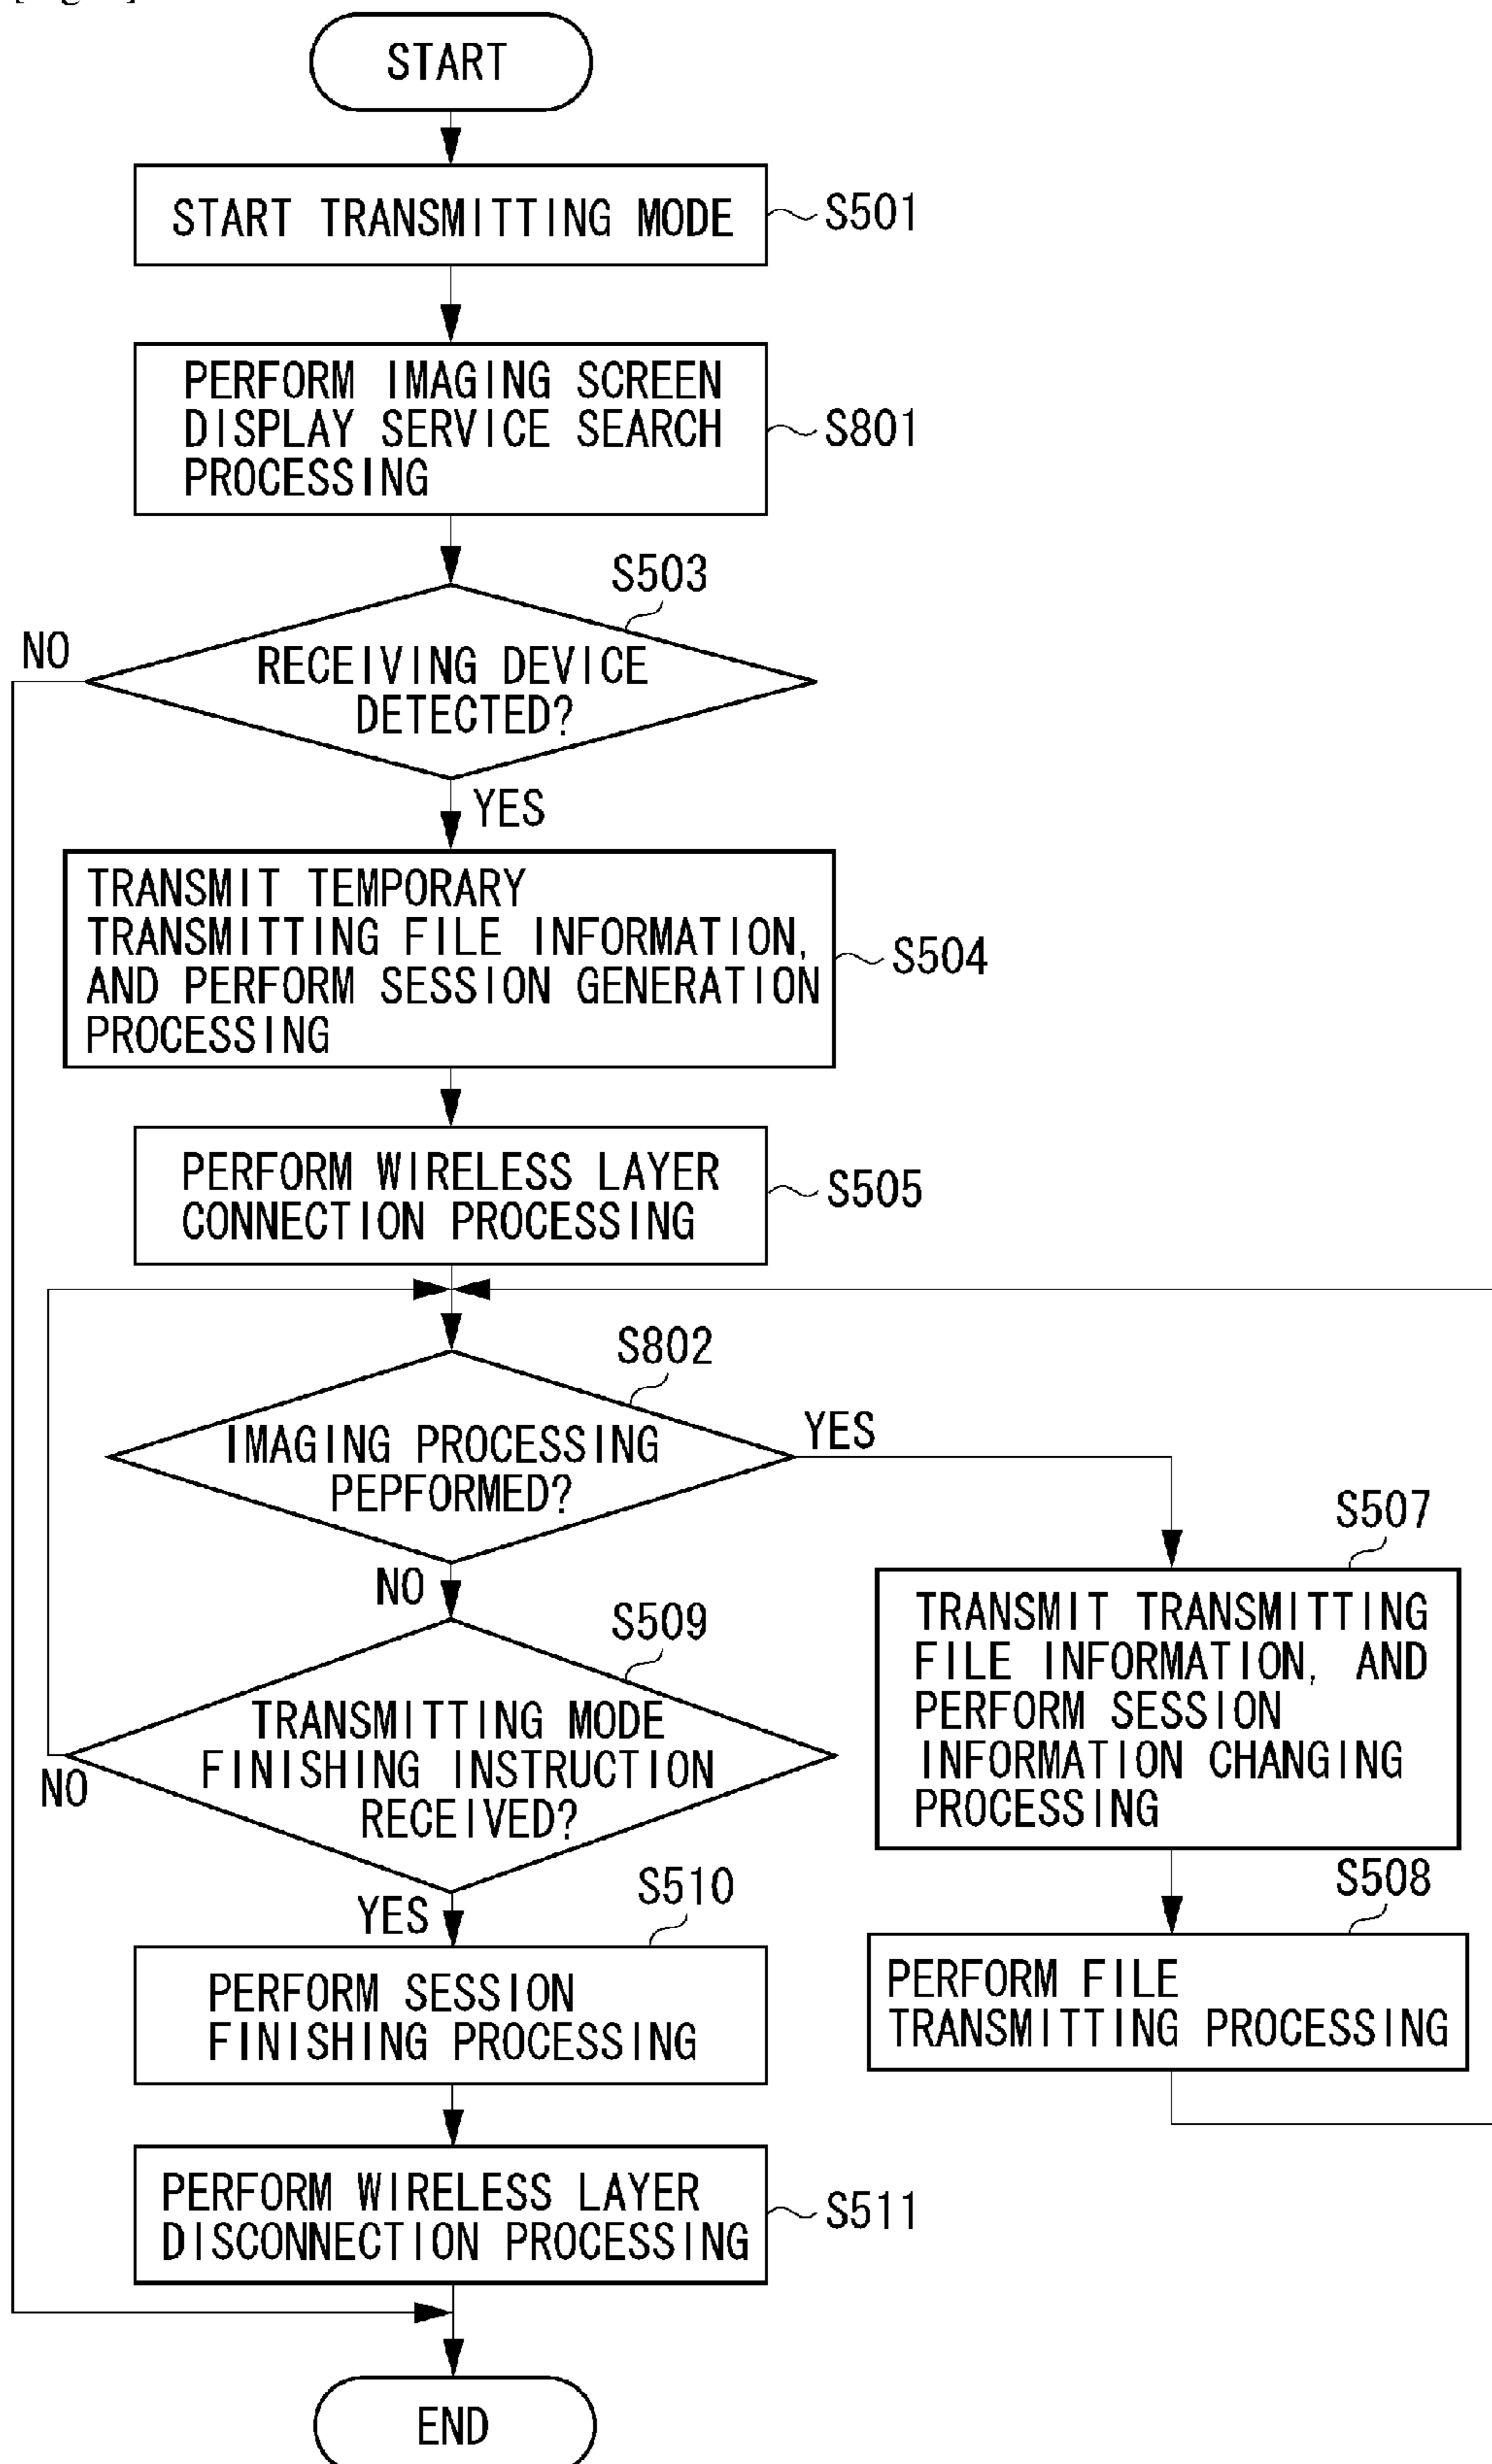 START
START TRANSMITTING MODE
S501
PERFORM IMAGING SCREEN
DISPLAY SERVICE SEARCH
PROCESSING
S801
S503
NO
RECEIVING DEVICE
DETECTED?
YES
TRANSMIT TEMPORARY
TRANSMITTING FILE INFORMATION,
AND PERFORM SESSION GENERATION
PROCESSING
S504
PERFORM WIRELESS LAYER
CONNECTION PROCESSING
S505
S802
IMAGING PROCESSING
PEPFORMED?
YES
NO
S507
TRANSMIT TRANSMITTING
FILE INFORMATION, AND
PERFORM SESSION
INFORMATION CHANGING
PROCESSING
S509
TRANSMITTING MODE
FINISHING INSTRUCTION
RECEIVED?
NO
YES
S508
PERFORM FILE
TRANSMITTING PROCESSING
S510
PERFORM SESSION
FINISHING PROCESSING
PERFORM WIRELESS LAYER
DISCONNECTION PROCESSING
S511
END